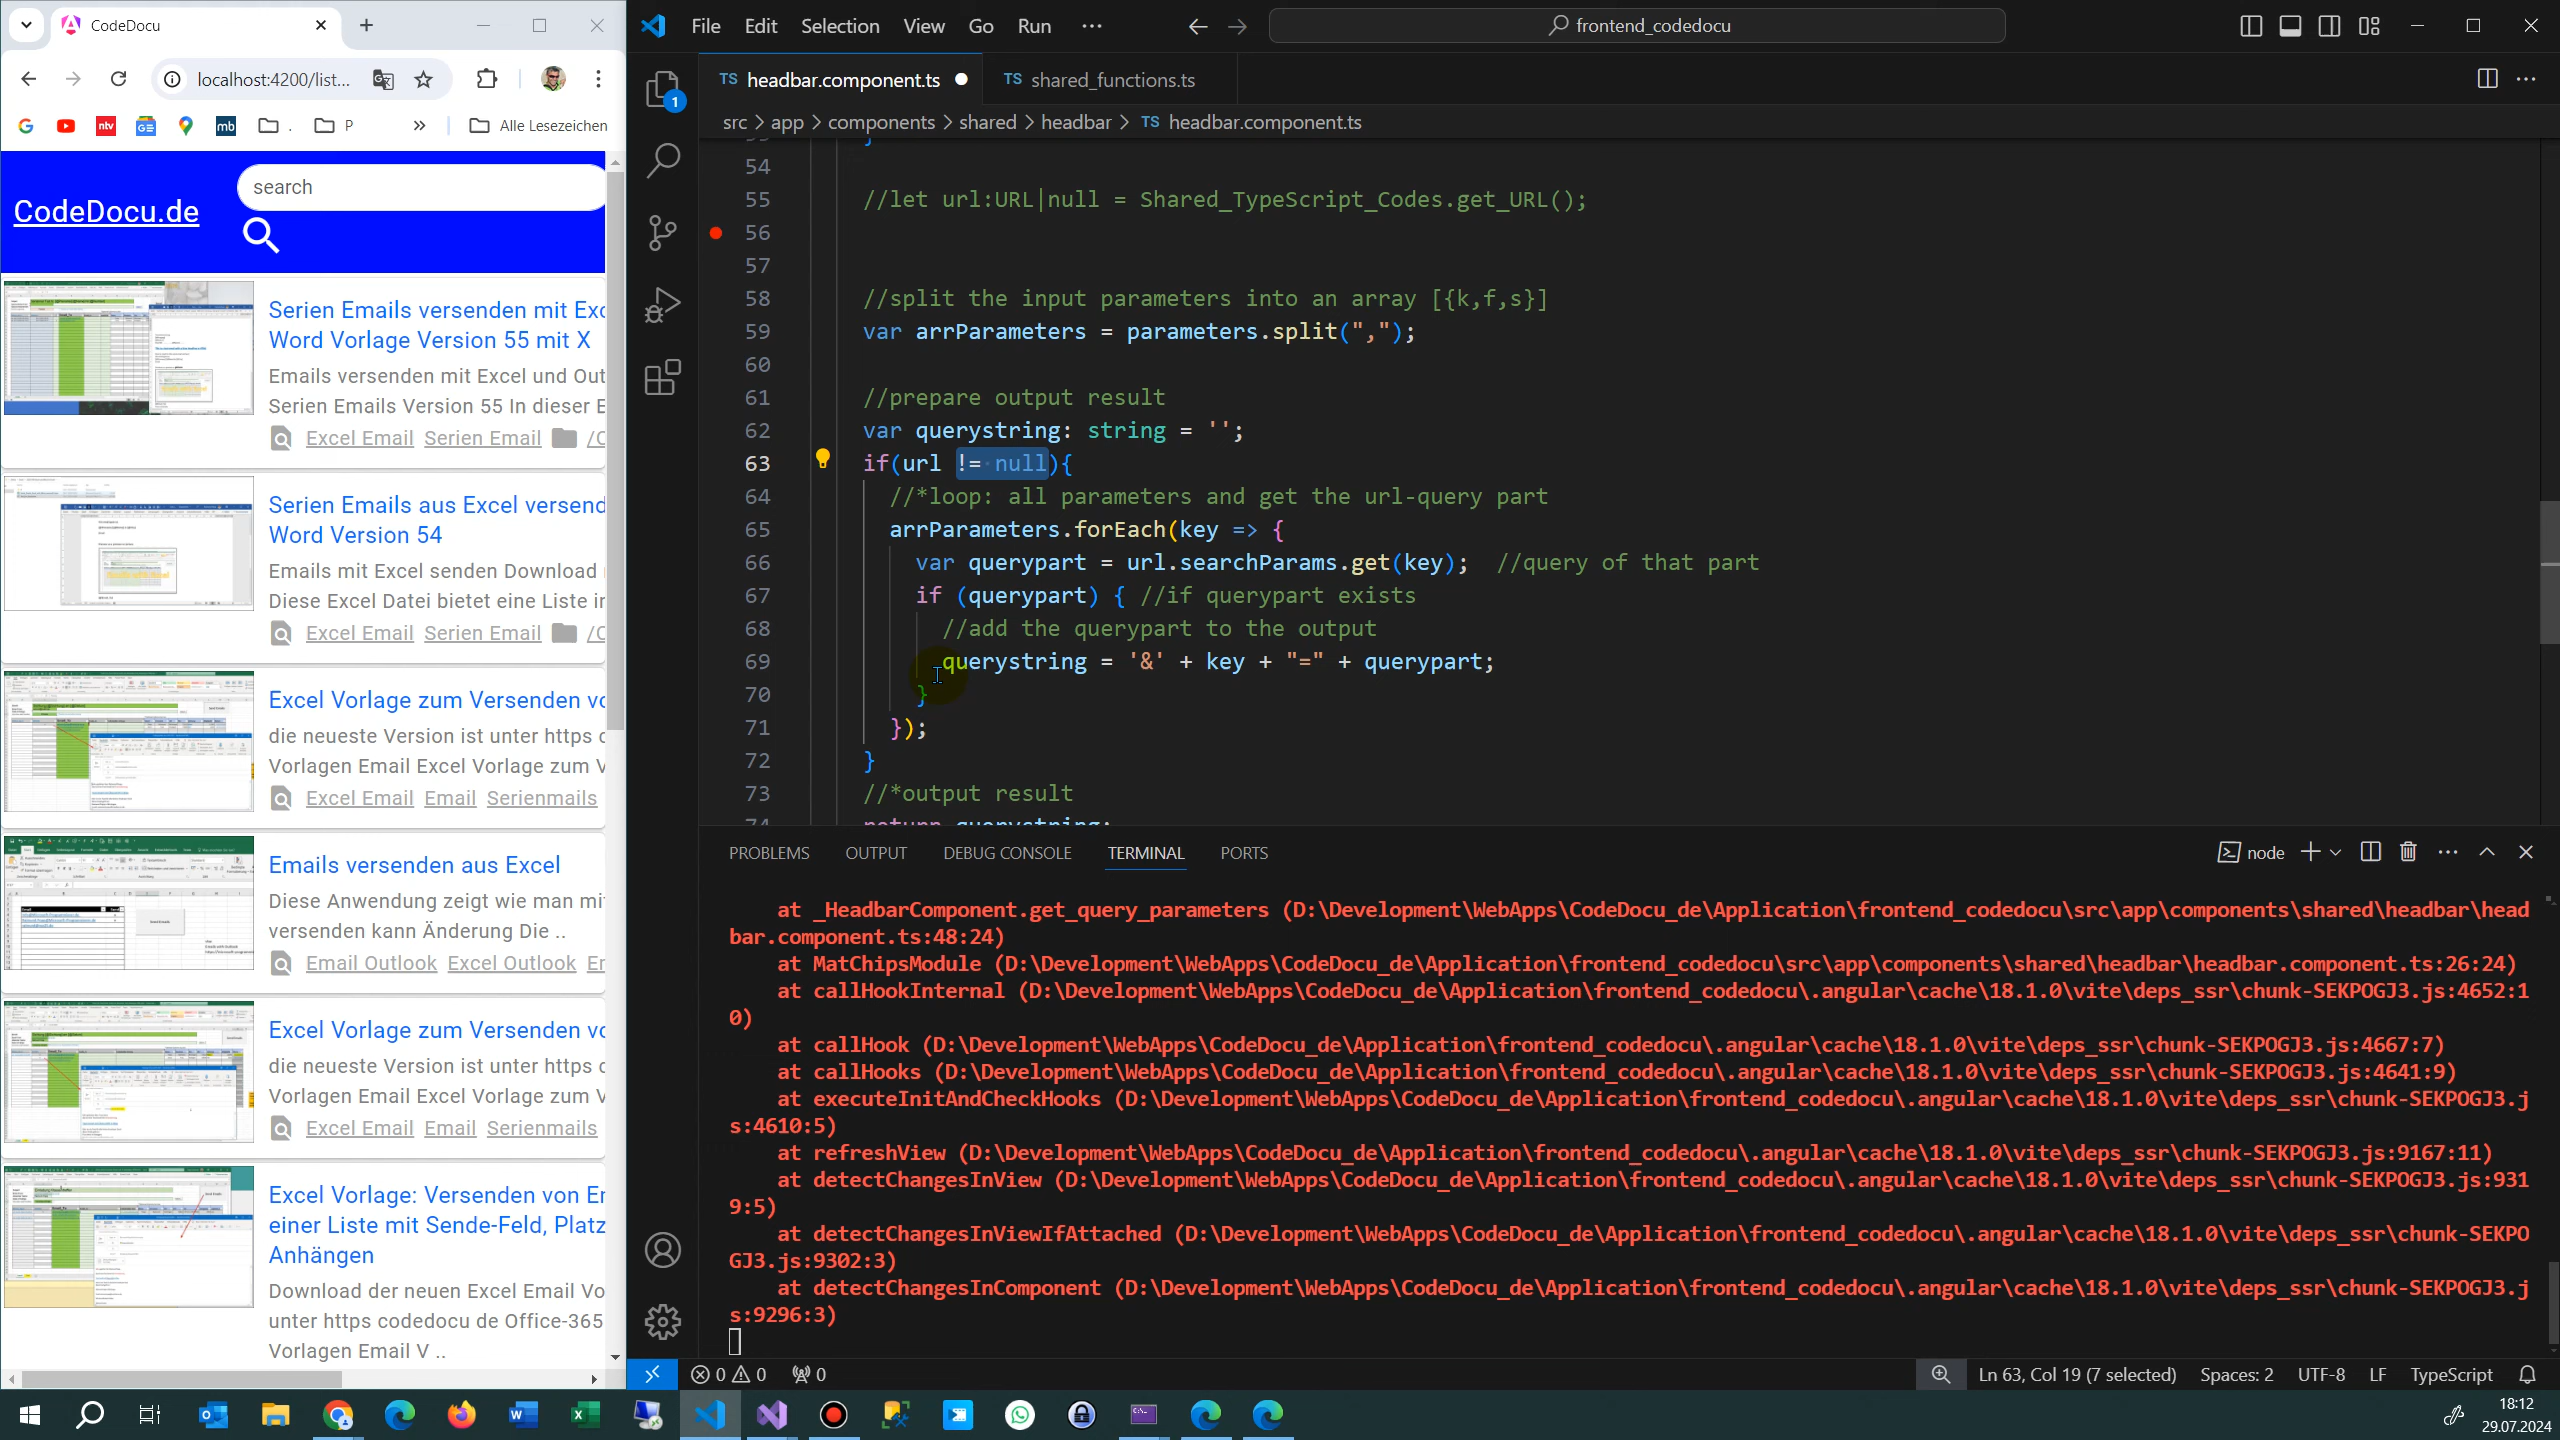 CodeDocu
localhost:4200/list...
ntv
mb
.
P
»
Alle Lesezeichen
CodeDocu.de
search
Serien Emails versenden mit Exc
Word Vorlage Version 55 mit X
Emails versenden mit Excel und Out
Serien Emails Version 55 In dieser E
Excel Email Serien Email /C
Serien Emails aus Excel versend
Word Version 54
Emails mit Excel senden Download
Diese Excel Datei bietet eine Liste ir
Excel Email Serien Email /C
Excel Vorlage zum Versenden vo
die neueste Version ist unter https c
Vorlagen Email Excel Vorlage zum V
Excel Email Email Serienmails
Emails versenden aus Excel
Diese Anwendung zeigt wie man mi
versenden kann Änderung Die ..
Email Outlook Excel Outlook Er
Excel Vorlage zum Versenden vo
die neueste Version ist unter https c
Vorlagen Email Excel Vorlage zum V
Excel Email Email Serienmails
Excel Vorlage: Versenden von Er
einer Liste mit Sende-Feld, Platz
Anhängen
Download der neuen Excel Email Vo
unter https codedocu de Office-365
Vorlagen Email V ..
File Edit Selection View Go Run ···
frontend_codedocu
TS headbar.component.ts
TS shared_functions.ts
src > app > components > shared > headbar > TS headbar.component.ts
1
54
55 //let url:URL|null = Shared_TypeScript_Codes.get_URL();
56
57
58 //split the input parameters into an array [{k,f,s}]
59 var arrParameters = parameters.split(",");
60
61 //prepare output result
62 var querystring: string = '';
63 if(url != null){
64 //*loop: all parameters and get the url-query part
65 arrParameters.forEach(key => {
66 var querypart = url.searchParams.get(key); //query of that part
67 if (querypart) { //if querypart exists
68 //add the querypart to the output
69 querystring = '&' + key + "=" + querypart;
70 }
71 });
72 }
73 //*output result
74 return querystring;
PROBLEMS OUTPUT DEBUG CONSOLE TERMINAL PORTS
node
at _HeadbarComponent.get_query_parameters (D:\Development\WebApps\CodeDocu_de\Application\frontend_codedocu\src\app\components\shared\headbar\head
bar.component.ts:48:24)
at MatChipsModule (D:\Development\WebApps\CodeDocu_de\Application\frontend_codedocu\src\app\components\shared\headbar\headbar.component.ts:26:24)
at callHookInternal (D:\Development\WebApps\CodeDocu_de\Application\frontend_codedocu\.angular\cache\18.1.0\vite\deps_ssr\chunk-SEKPOGJ3.js:4652:1
0)
at callHook (D:\Development\WebApps\CodeDocu_de\Application\frontend_codedocu\.angular\cache\18.1.0\vite\deps_ssr\chunk-SEKPOGJ3.js:4667:7)
at callHooks (D:\Development\WebApps\CodeDocu_de\Application\frontend_codedocu\.angular\cache\18.1.0\vite\deps_ssr\chunk-SEKPOGJ3.js:4641:9)
at executeInitAndCheckHooks (D:\Development\WebApps\CodeDocu_de\Application\frontend_codedocu\.angular\cache\18.1.0\vite\deps_ssr\chunk-SEKPOGJ3.j
s:4610:5)
at refreshView (D:\Development\WebApps\CodeDocu_de\Application\frontend_codedocu\.angular\cache\18.1.0\vite\deps_ssr\chunk-SEKPOGJ3.js:9167:11)
at detectChangesInView (D:\Development\WebApps\CodeDocu_de\Application\frontend_codedocu\.angular\cache\18.1.0\vite\deps_ssr\chunk-SEKPOGJ3.js:931
9:5)
at detectChangesInViewIfAttached (D:\Development\WebApps\CodeDocu_de\Application\frontend_codedocu\.angular\cache\18.1.0\vite\deps_ssr\chunk-SEKPO
GJ3.js:9302:3)
at detectChangesInComponent (D:\Development\WebApps\CodeDocu_de\Application\frontend_codedocu\.angular\cache\18.1.0\vite\deps_ssr\chunk-SEKPOGJ3.j
s:9296:3)
0 0 0
Ln 63, Col 19 (7 selected) Spaces: 2 UTF-8 LF TypeScript
18:12
29.07.2024